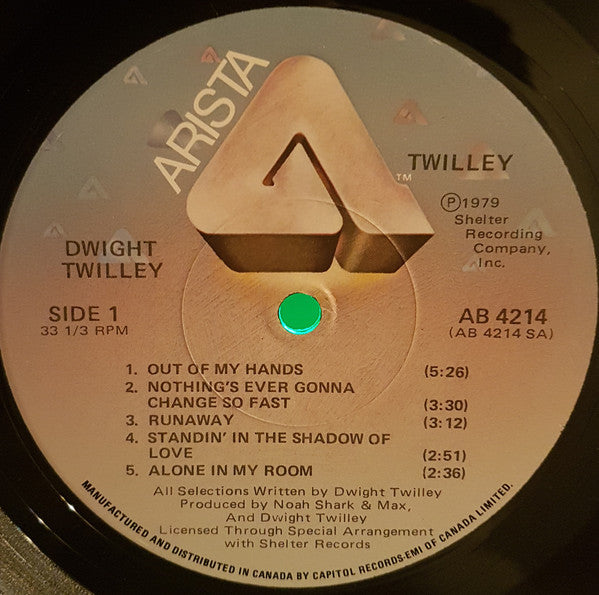 ARISTA
TM
TWILLEY
Ⓟ1979
Shelter
Recording
Company,
Inc.
DWIGHT
TWILLEY
SIDE 1
33 1/3 RPM
AB 4214
(AB 4214 SA)
1. OUT OF MY HANDS (5:26)
2. NOTHING'S EVER GONNA
CHANGE SO FAST (3:30)
3. RUNAWAY (3:12)
4. STANDIN' IN THE SHADOW OF
LOVE (2:51)
5. ALONE IN MY ROOM (2:36)
All Selections Written by Dwight Twilley
Produced by Noah Shark & Max,
And Dwight Twilley
Licensed Through Special Arrangement
with Shelter Records
MANUFACTURED AND DISTRIBUTED IN CANADA BY CAPITOL RECORDS-EMI OF CANADA LIMITED.